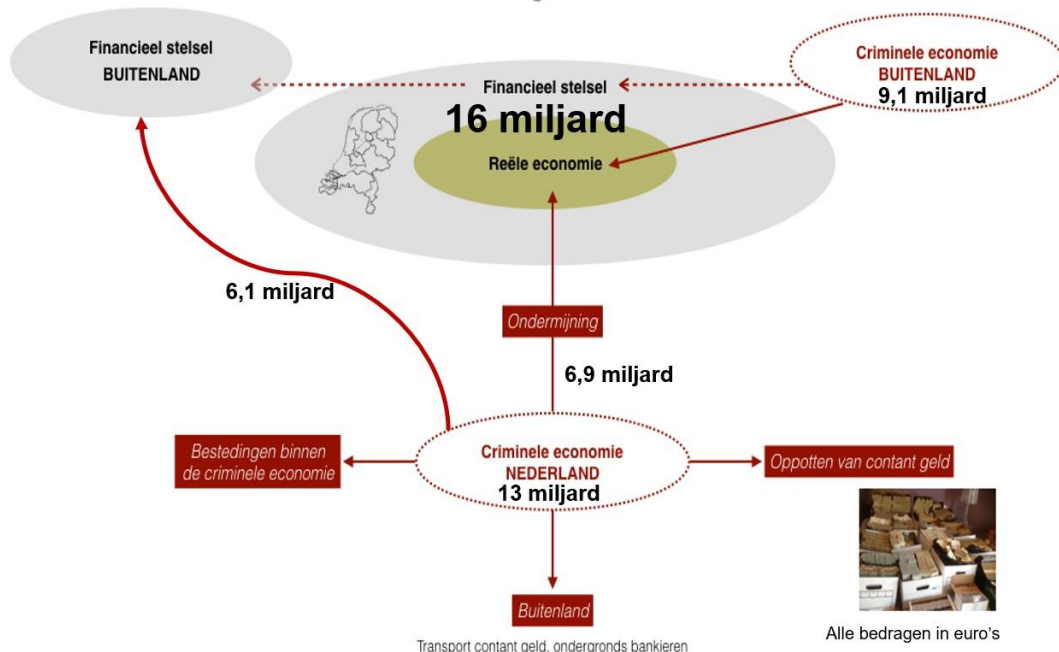 Financieel stelsel
BUITENLAND
Criminele economie
BUITENLAND
9,1 miljard
Financieel stelsel
16 miljard
Reële economie
6,1 miljard
Ondermijning
6,9 miljard
Bestedingen binnen
de criminele economie
Criminele economie
NEDERLAND
13 miljard
Oppotten van contant geld
Buitenland
Transport contant geld, ondergronds bankieren
Alle bedragen in euro's